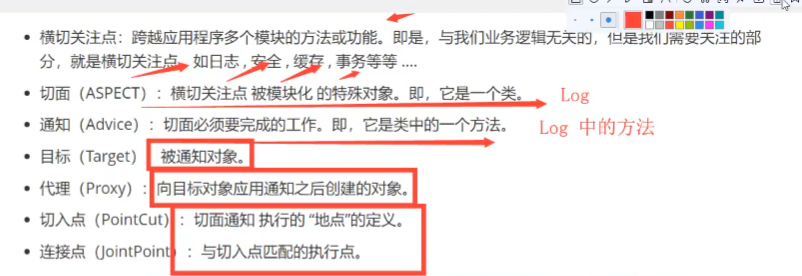 横切关注点：跨越应用程序多个模块的方法或功能。即是，与我们业务逻辑无关的，但是我们需要关注的部
分，就是横切关注点。如日志 , 安全 , 缓存 , 事务等等 ....
切面（ASPECT）：横切关注点 被模块化 的特殊对象。即，它是一个类。 Log
通知（Advice）：切面必须要完成的工作。即，它是类中的一个方法。 Log 中的方法
目标（Target）： 被通知对象。
代理（Proxy）：向目标对象应用通知之后创建的对象。
切入点（PointCut）：切面通知 执行的 “地点”的定义。
连接点（JointPoint）：与切入点匹配的执行点。